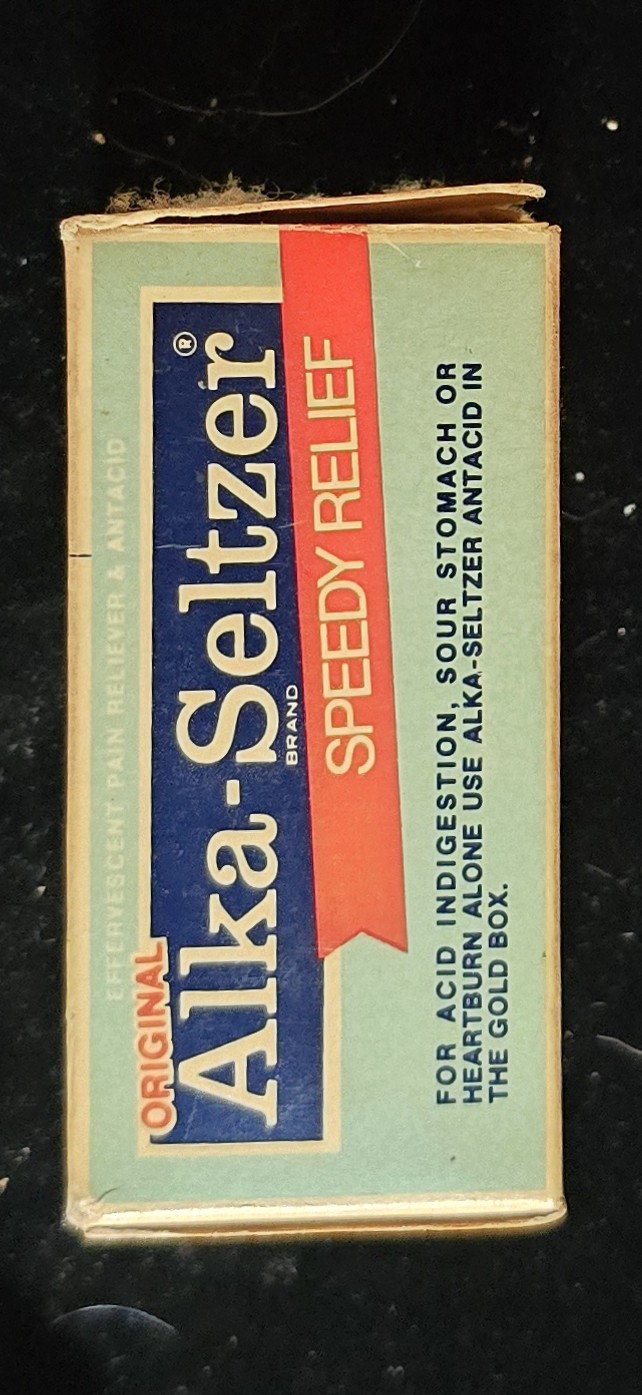 EFFERVESCENT PAIN RELIEVER & ANTACID
ORIGINAL
Alka-Seltzer®
BRAND
SPEEDY RELIEF
FOR ACID INDIGESTION, SOUR STOMACH OR
HEARTBURN ALONE USE ALKA-SELTZER ANTACID IN
THE GOLD BOX.